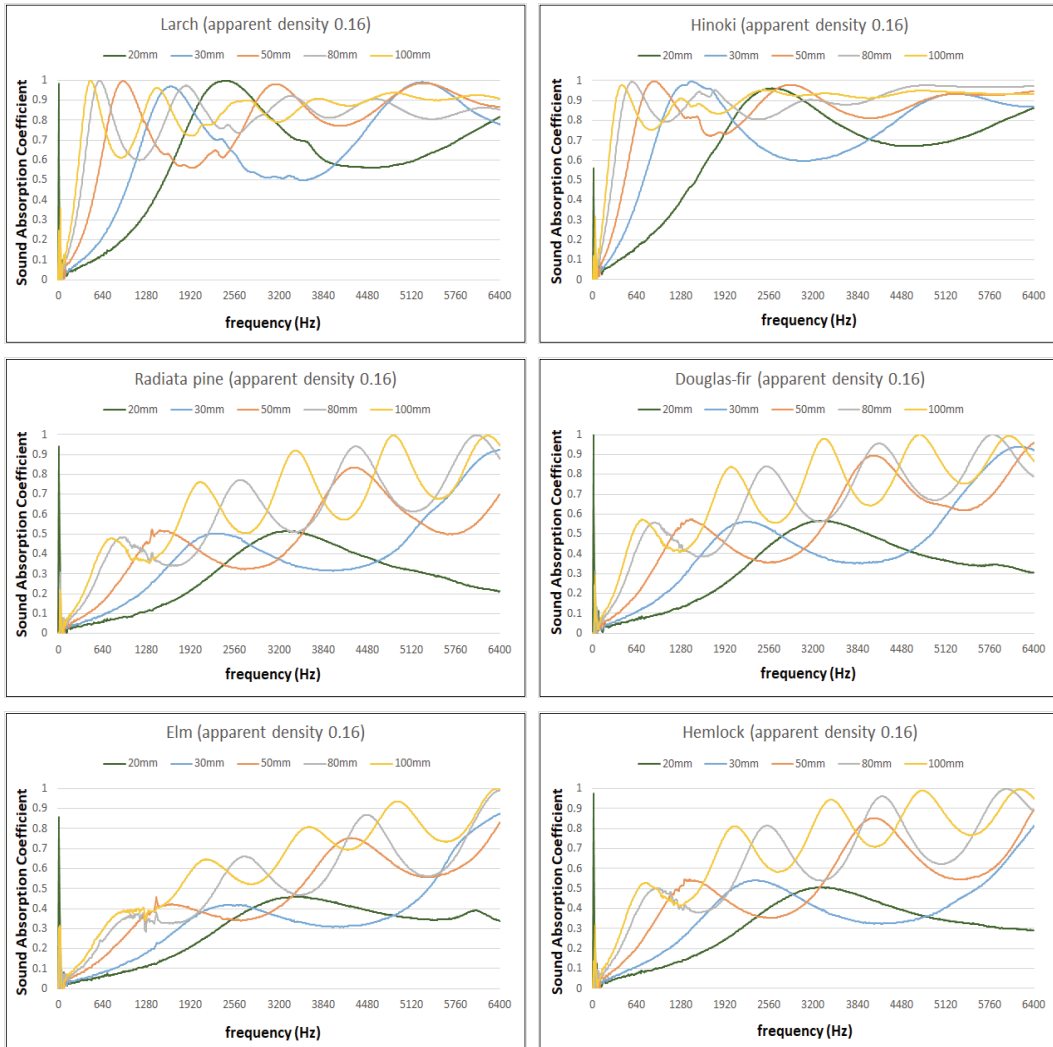 Larch (apparent density 0.16)
20mm 30mm 50mm 80mm 100mm
Sound Absorption Coefficient
1
0.9
0.8
0.7
0.6
0.5
0.4
0.3
0.2
0.1
0
0 640 1280 1920 2560 3200 3840 4480 5120 5760 6400
frequency (Hz)
Hinoki (apparent density 0.16)
20mm 30mm 50mm 80mm 100mm
Sound Absorption Coefficient
1
0.9
0.8
0.7
0.6
0.5
0.4
0.3
0.2
0.1
0
0 640 1280 1920 2560 3200 3840 4480 5120 5760 6400
frequency (Hz)
Radiata pine (apparent density 0.16)
20mm 30mm 50mm 80mm 100mm
Sound Absorption Coefficient
1
0.9
0.8
0.7
0.6
0.5
0.4
0.3
0.2
0.1
0
0 640 1280 1920 2560 3200 3840 4480 5120 5760 6400
frequency (Hz)
Douglas-fir (apparent density 0.16)
20mm 30mm 50mm 80mm 100mm
Sound Absorption Coefficient
1
0.9
0.8
0.7
0.6
0.5
0.4
0.3
0.2
0.1
0
0 640 1280 1920 2560 3200 3840 4480 5120 5760 6400
frequency (Hz)
Elm (apparent density 0.16)
20mm 30mm 50mm 80mm 100mm
Sound Absorption Coefficient
1
0.9
0.8
0.7
0.6
0.5
0.4
0.3
0.2
0.1
0
0 640 1280 1920 2560 3200 3840 4480 5120 5760 6400
frequency (Hz)
Hemlock (apparent density 0.16)
20mm 30mm 50mm 80mm 100mm
Sound Absorption Coefficient
1
0.9
0.8
0.7
0.6
0.5
0.4
0.3
0.2
0.1
0
0 640 1280 1920 2560 3200 3840 4480 5120 5760 6400
frequency (Hz)